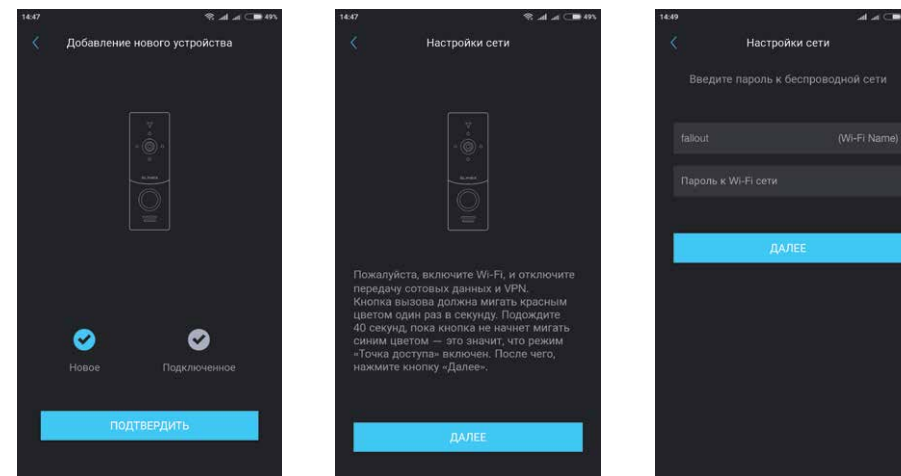 14:47
49%
Добавление нового устройства
Новое
Подключенное
ПОДТВЕРДИТЬ
14:47
49%
Настройки сети
Пожалуйста, включите Wi-Fi, и отключите
передачу сотовых данных и VPN.
Кнопка вызова должна мигать красным
цветом один раз в секунду. Подождите
40 секунд, пока кнопка не начнет мигать
синим цветом — это значит, что режим
«Точка доступа» включен. После чего,
нажмите кнопку «Далее».
ДАЛЕЕ
14:49
Настройки сети
Введите пароль к беспроводной сети
fallout (Wi-Fi Name)
Пароль к Wi-Fi сети
ДАЛЕЕ